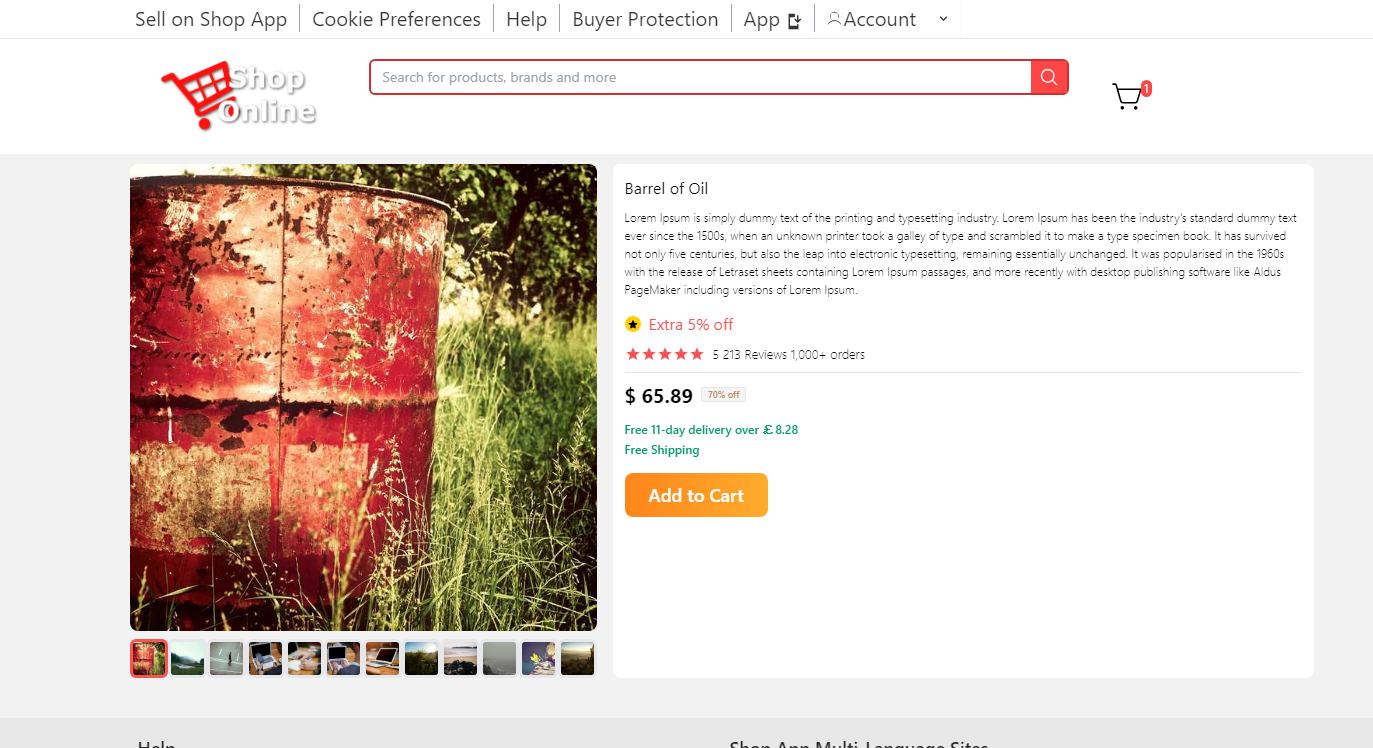 Sell on Shop App
Cookie Preferences
Help
Buyer Protection
App
Account
Shop
Online
Search for products, brands and more
1
Barrel of Oil
Lorem Ipsum is simply dummy text of the printing and typesetting industry. Lorem Ipsum has been the industry's standard dummy text
ever since the 1500s, when an unknown printer took a galley of type and scrambled it to make a type specimen book. It has survived
not only five centuries, but also the leap into electronic typesetting, remaining essentially unchanged. It was popularised in the 1960s
with the release of Letraset sheets containing Lorem Ipsum passages, and more recently with desktop publishing software like Aldus
PageMaker including versions of Lorem Ipsum.
Extra 5% off
5 213 Reviews 1,000+ orders
$ 65.89 70% off
Free 11-day delivery over £8.28
Free Shipping
Add to Cart
Help
Shop App Multi-Language Sites